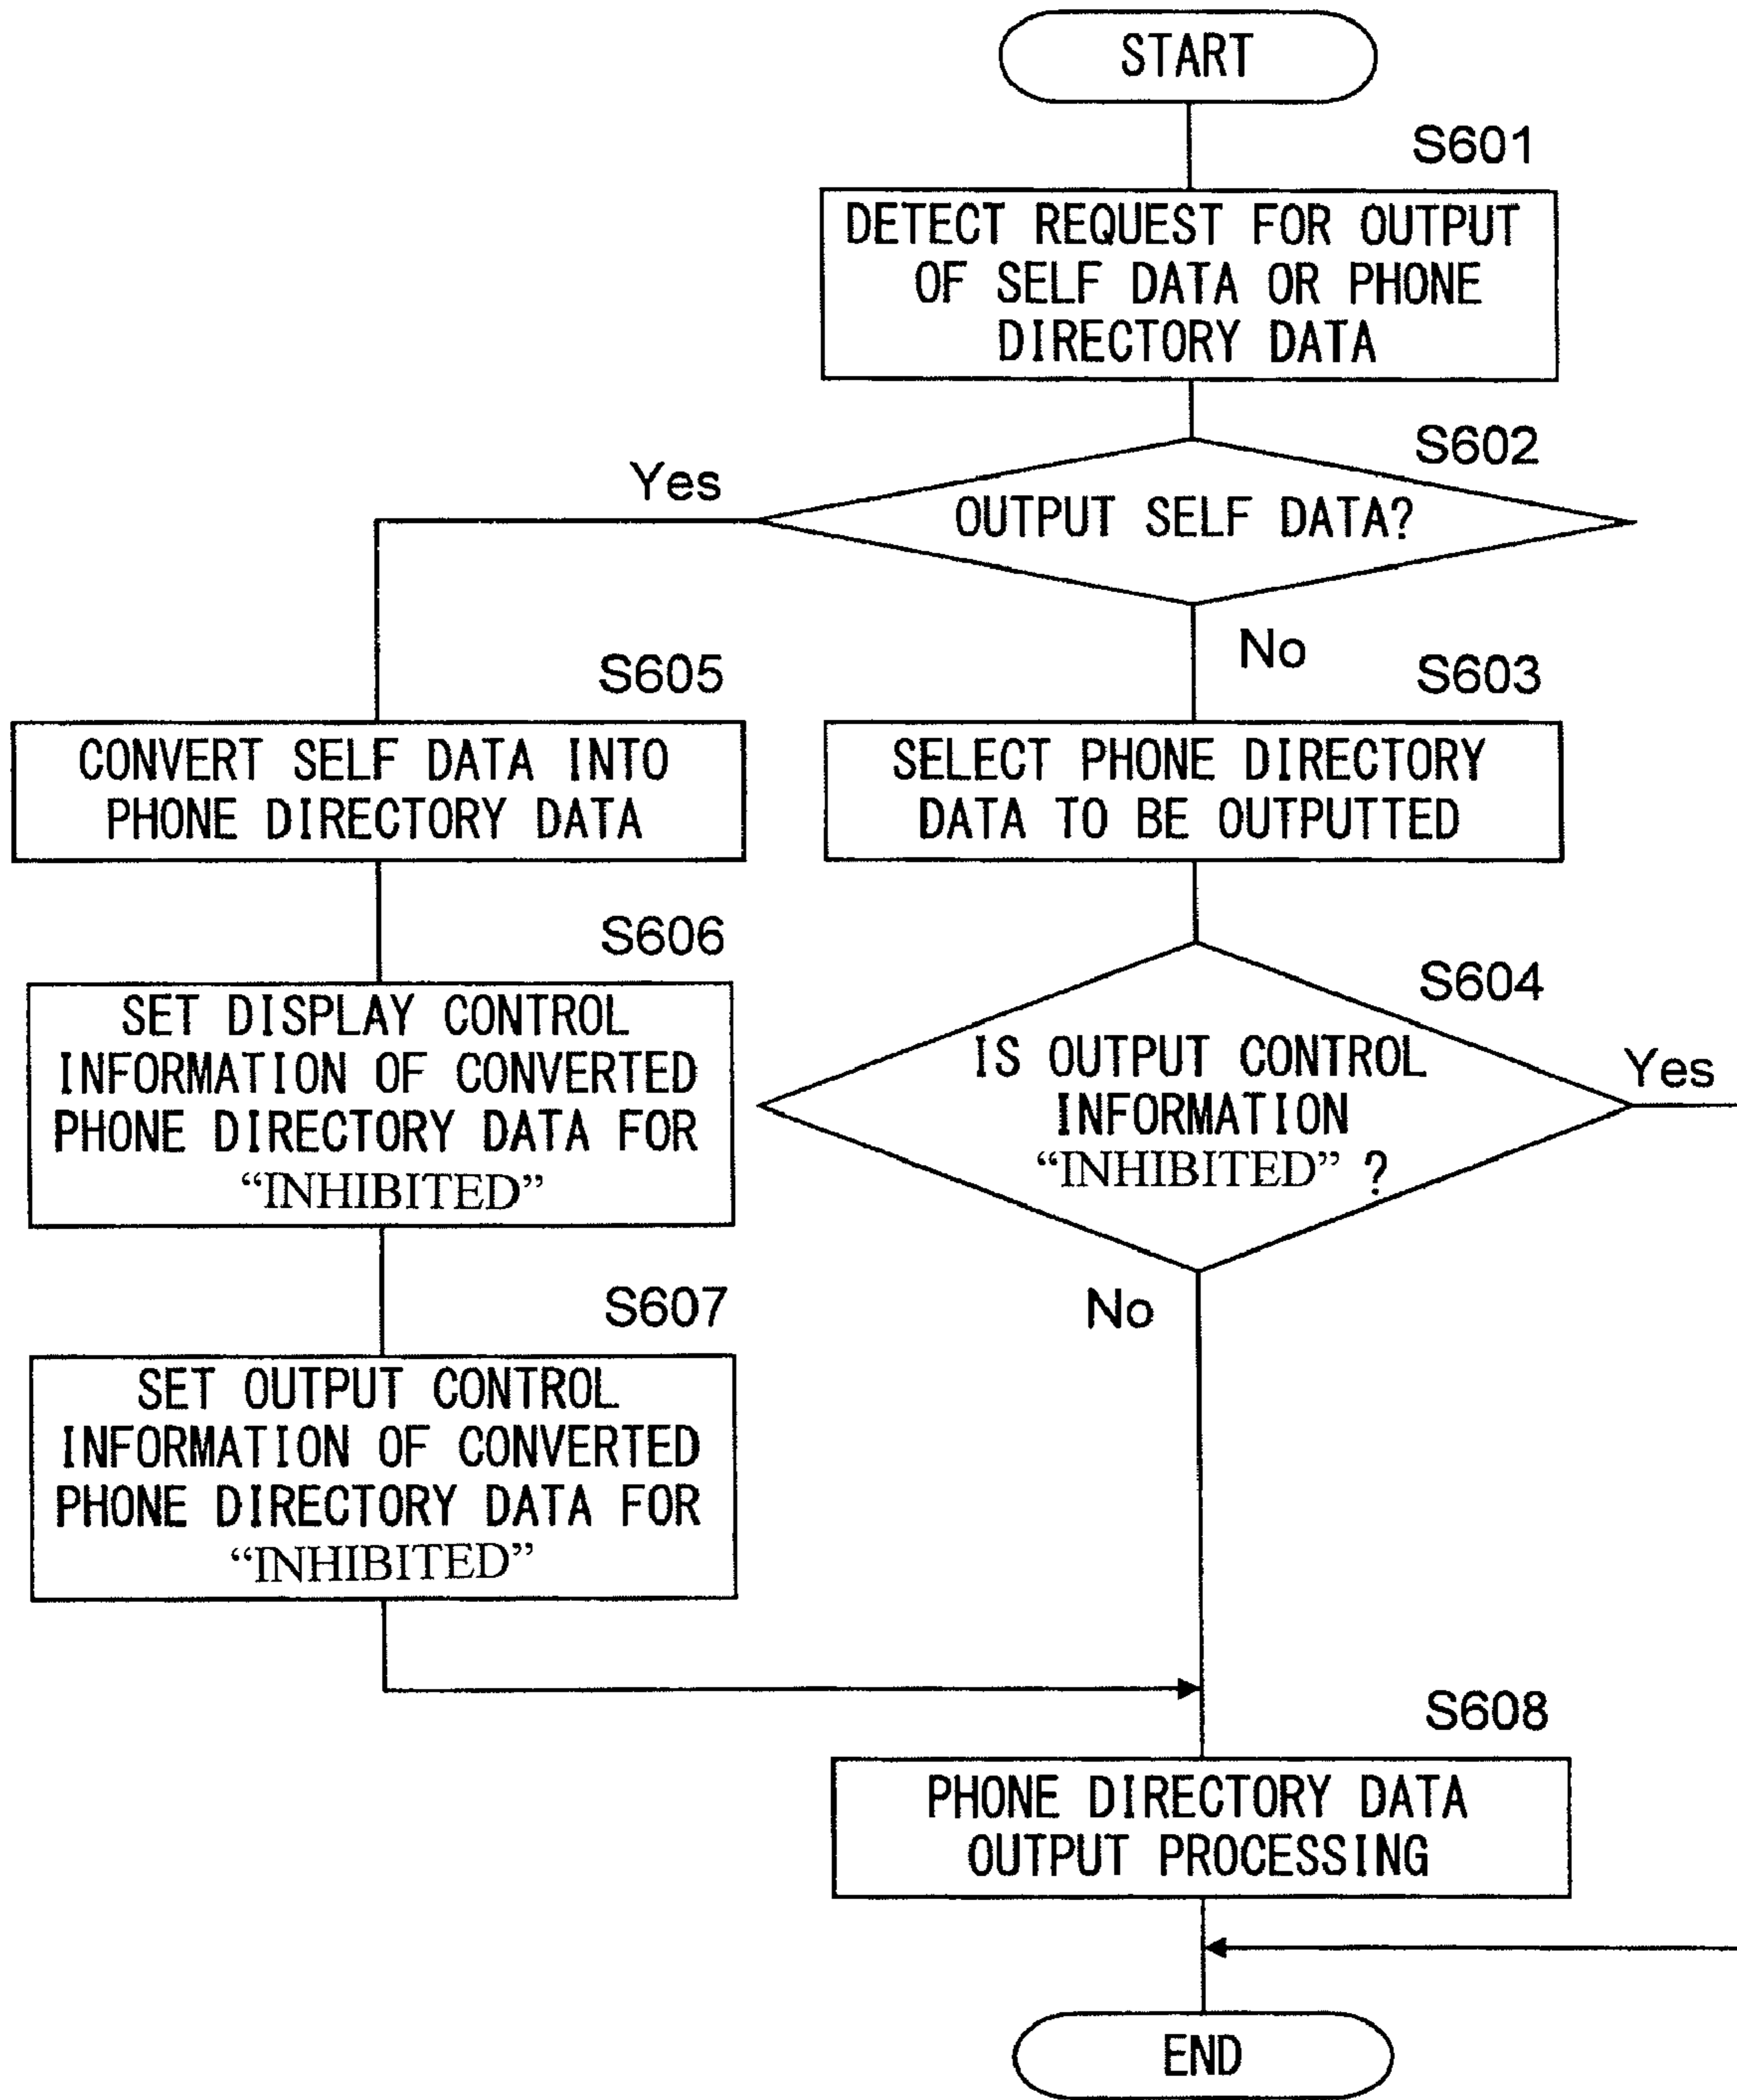 START
S601
DETECT REQUEST FOR OUTPUT
OF SELF DATA OR PHONE
DIRECTORY DATA
S602
Yes
OUTPUT SELF DATA?
No
S605
CONVERT SELF DATA INTO
PHONE DIRECTORY DATA
S603
SELECT PHONE DIRECTORY
DATA TO BE OUTPUTTED
S606
SET DISPLAY CONTROL
INFORMATION OF CONVERTED
PHONE DIRECTORY DATA FOR
“INHIBITED”
S604
IS OUTPUT CONTROL
INFORMATION
“INHIBITED” ?
Yes
No
S607
SET OUTPUT CONTROL
INFORMATION OF CONVERTED
PHONE DIRECTORY DATA FOR
“INHIBITED”
S608
PHONE DIRECTORY DATA
OUTPUT PROCESSING
END